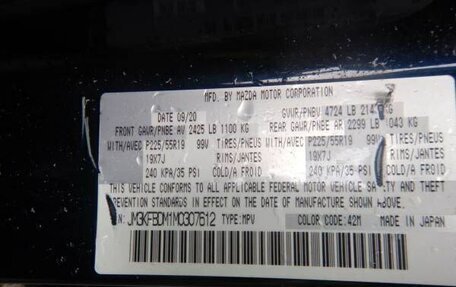 MFD. BY MAZDA MOTOR CORPORATION
DATE 09/20 GVWR/PNBV 4724 LB KG
FRONT GAWR/PNBE AV 2425 LB 1100 KG REAR GAWR/PNBE AR 2299 LB 1043 KG
WITH/AVEC P225/55R19 99V TIRES/PNEUS WITH/AVEC P225/55R19 99V TIRES/PNEUS
19X7J RIMS/JANTES 19X7J RIMS/JANTES
240 KPA/35 PSI COLD/A FROID 240 KPA/35 PSI COLD/A FROID
THIS VEHICLE CONFORMS TO ALL APPLICABLE FEDERAL MOTOR VEHICLE SAFETY AND THEFT
PREVENTION STANDARDS IN EFFECT ON THE DATE OF MANUFACTURE SHOWN ABOVE.
JM3KFBDM1M0307612 TYPE:MPV COLOR CODE:42M MADE IN JAPAN